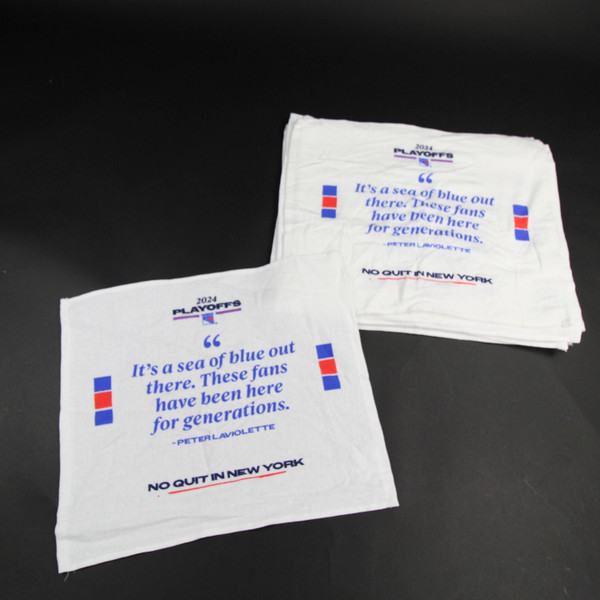 2024
PLAYOFFS
“
It's a sea of blue out
there. These fans
have been here
for generations.
-PETER LAVIOLETTE
NO QUIT IN NEW YORK
2024
PLAYOFFS
“
It's a sea of blue out
there. These fans
have been here
for generations.
-PETER LAVIOLETTE
NO QUIT IN NEW YORK